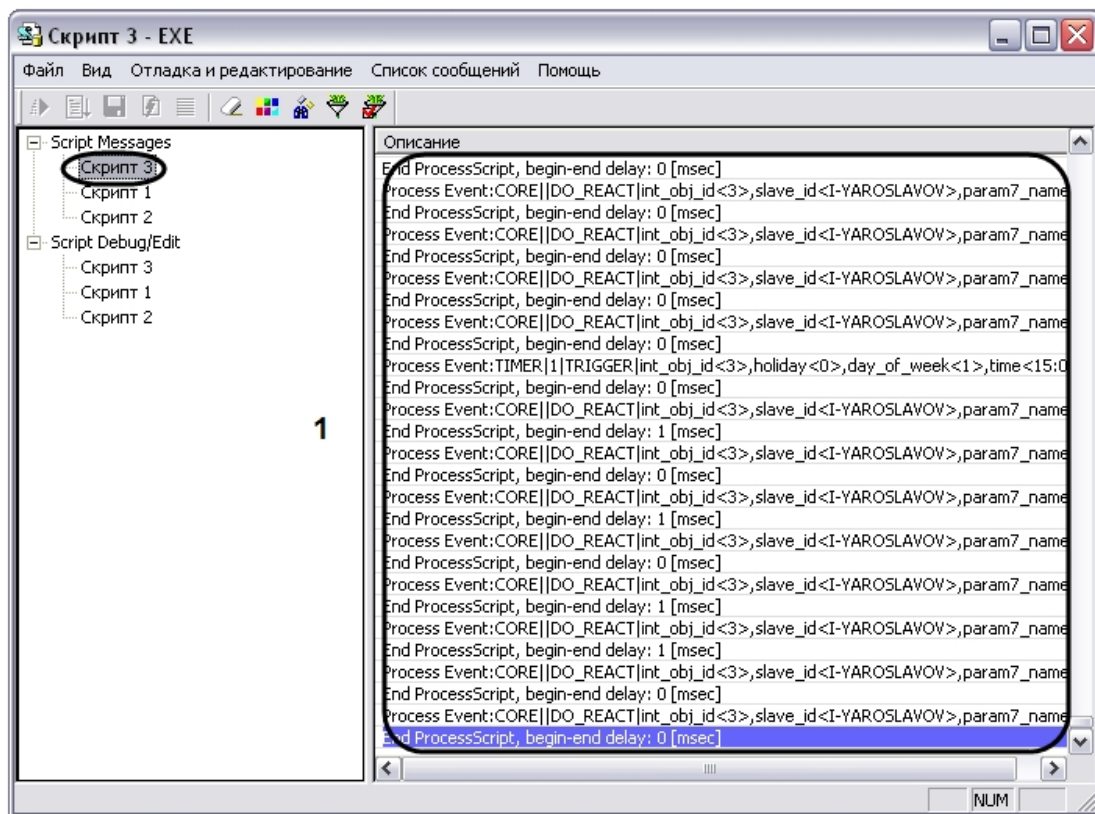 Скрипт 3 - EXE
Файл Вид Отладка и редактирование Список сообщений Помощь
Script Messages
Скрипт 3
Скрипт 1
Скрипт 2
Script Debug/Edit
Скрипт 3
Скрипт 1
Скрипт 2
1
Описание
End ProcessScript, begin-end delay: 0 [msec]
Process Event:CORE||DO_REACT|int_obj_id<3>,slave_id<I-YAROSLAVOV>,param7_name
End ProcessScript, begin-end delay: 0 [msec]
Process Event:CORE||DO_REACT|int_obj_id<3>,slave_id<I-YAROSLAVOV>,param7_name
End ProcessScript, begin-end delay: 0 [msec]
Process Event:CORE||DO_REACT|int_obj_id<3>,slave_id<I-YAROSLAVOV>,param7_name
End ProcessScript, begin-end delay: 0 [msec]
Process Event:CORE||DO_REACT|int_obj_id<3>,slave_id<I-YAROSLAVOV>,param7_name
End ProcessScript, begin-end delay: 0 [msec]
Process Event:TIMER|1|TRIGGER|int_obj_id<3>,holiday<0>,day_of_week<1>,time<15:0
End ProcessScript, begin-end delay: 0 [msec]
Process Event:CORE||DO_REACT|int_obj_id<3>,slave_id<I-YAROSLAVOV>,param7_name
End ProcessScript, begin-end delay: 1 [msec]
Process Event:CORE||DO_REACT|int_obj_id<3>,slave_id<I-YAROSLAVOV>,param7_name
End ProcessScript, begin-end delay: 0 [msec]
Process Event:CORE||DO_REACT|int_obj_id<3>,slave_id<I-YAROSLAVOV>,param7_name
End ProcessScript, begin-end delay: 1 [msec]
Process Event:CORE||DO_REACT|int_obj_id<3>,slave_id<I-YAROSLAVOV>,param7_name
End ProcessScript, begin-end delay: 0 [msec]
Process Event:CORE||DO_REACT|int_obj_id<3>,slave_id<I-YAROSLAVOV>,param7_name
End ProcessScript, begin-end delay: 1 [msec]
Process Event:CORE||DO_REACT|int_obj_id<3>,slave_id<I-YAROSLAVOV>,param7_name
End ProcessScript, begin-end delay: 1 [msec]
Process Event:CORE||DO_REACT|int_obj_id<3>,slave_id<I-YAROSLAVOV>,param7_name
End ProcessScript, begin-end delay: 0 [msec]
Process Event:CORE||DO_REACT|int_obj_id<3>,slave_id<I-YAROSLAVOV>,param7_name
End ProcessScript, begin-end delay: 0 [msec]
NUM